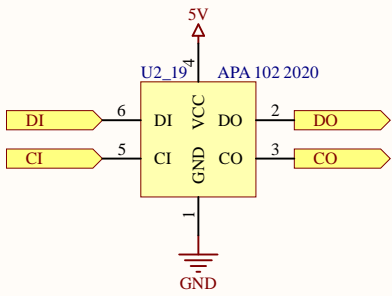 5V
U2_19 4 APA 102 2020
DI 6 DI VCC DO 2 DO
CI 5 CI GND CO 3 CO
1
GND